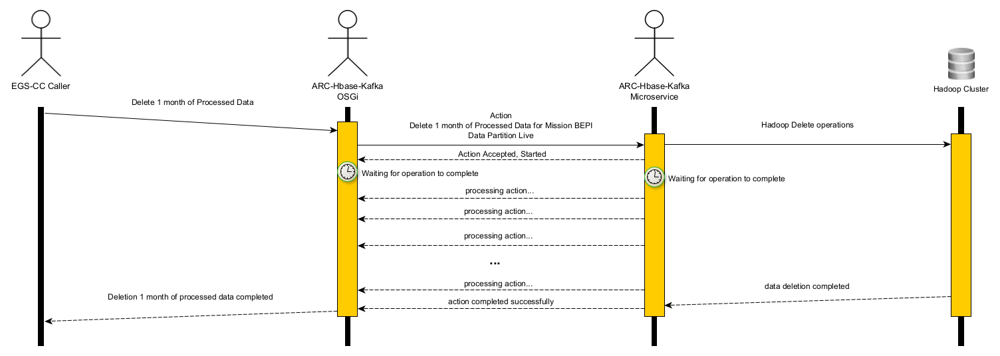 EGS-CC Caller
ARC-Hbase-Kafka
OSGi
ARC-Hbase-Kafka
Microservice
Hadoop Cluster
Delete 1 month of Processed Data
Action
Delete 1 month of Processed Data for Mission BEPI
Data Partition Live
Hadoop Delete operations
Action Accepted, Started
Waiting for operation to complete
Waiting for operation to complete
processing action...
processing action...
processing action...
...
processing action...
data deletion completed
Deletion 1 month of processed data completed
action completed successfully